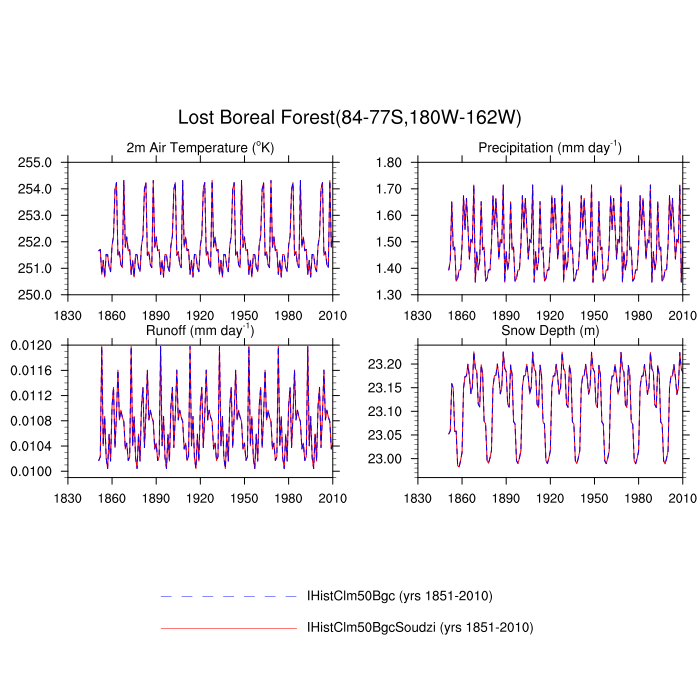 Lost Boreal Forest(84-77S,180W-162W)
2m Air Temperature (°K)
255.0
254.0
253.0
252.0
251.0
250.0
1830 1860 1890 1920 1950 1980 2010
Precipitation (mm day-1)
1.80
1.70
1.60
1.50
1.40
1.30
1830 1860 1890 1920 1950 1980 2010
Runoff (mm day-1)
0.0120
0.0116
0.0112
0.0108
0.0104
0.0100
1830 1860 1890 1920 1950 1980 2010
Snow Depth (m)
23.20
23.15
23.10
23.05
23.00
1830 1860 1890 1920 1950 1980 2010
IHistClm50Bgc (yrs 1851-2010)
IHistClm50BgcSoudzi (yrs 1851-2010)